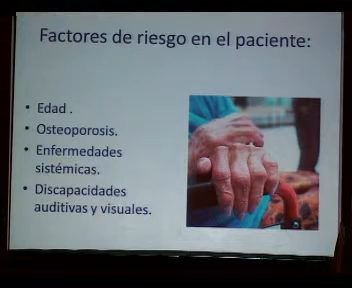 Factores de riesgo en el paciente:
• Edad .
• Osteoporosis.
• Enfermedades
sistémicas.
• Discapacidades
auditivas y visuales.